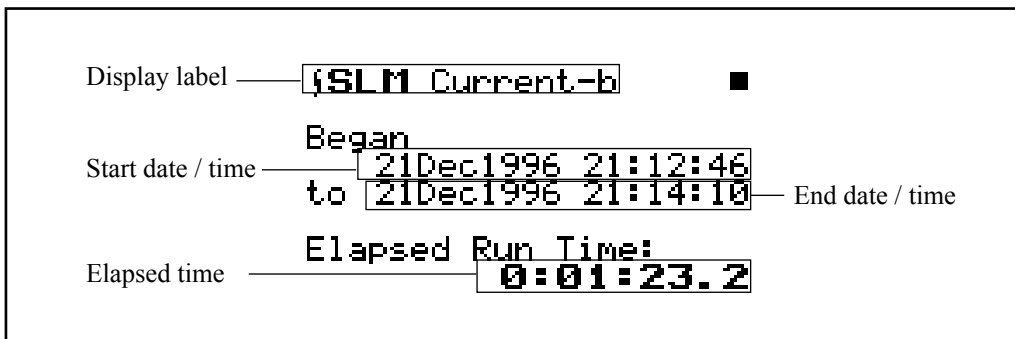 Display label
SLM Current-b
Began
Start date / time
21Dec1996 21:12:46
to 21Dec1996 21:14:10
End date / time
Elapsed Run Time:
Elapsed time
0:01:23.2